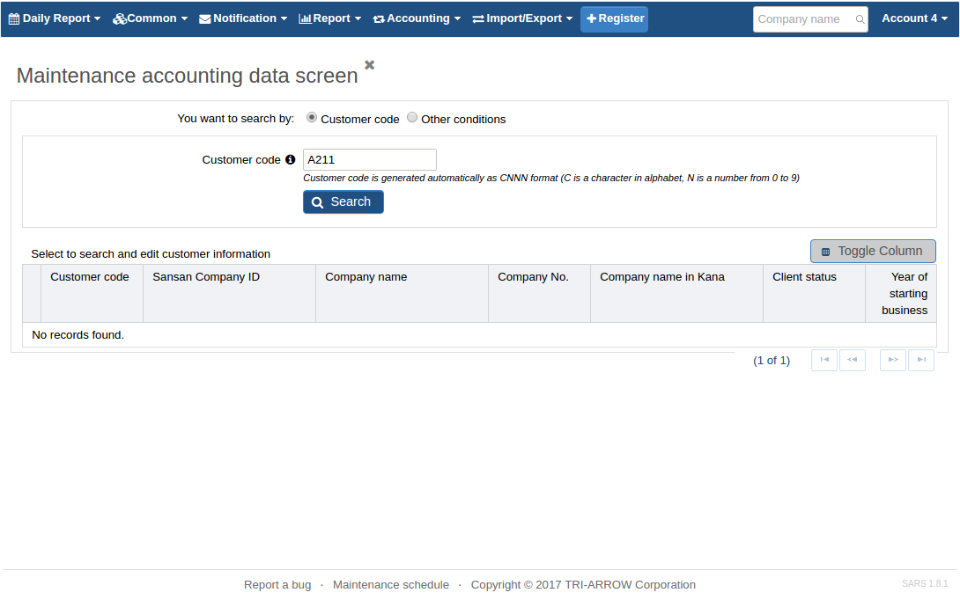 Daily Report Common Notification Report Accounting Import/Export Register Company name Account 4
Maintenance accounting data screen
You want to search by: Customer code Other conditions
Customer code A211
Customer code is generated automatically as CNNN format (C is a character in alphabet, N is a number from 0 to 9)
Search
Select to search and edit customer information Toggle Column
Customer code Sansan Company ID Company name Company No. Company name in Kana Client status Year of
starting
business
No records found.
(1 of 1)
Report a bug · Maintenance schedule · Copyright © 2017 TRI-ARROW Corporation SARS 1.8.1